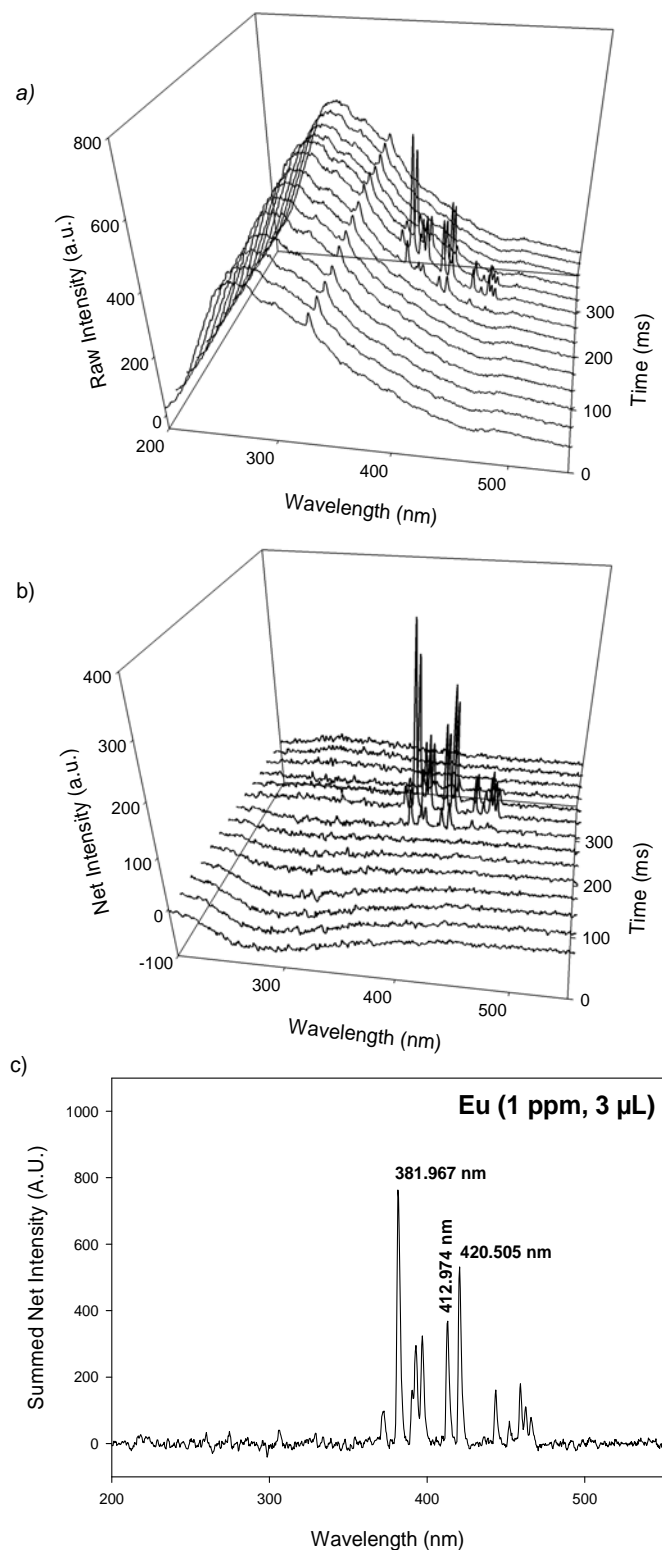 a)
800
600
400
200
0
Raw Intensity (a.u.)
200
300
400
500
Wavelength (nm)
0
100
200
300
Time (ms)
b)
400
300
200
100
0
-100
Net Intensity (a.u.)
300
400
500
Wavelength (nm)
0
100
200
300
Time (ms)
c)
Eu (1 ppm, 3 µL)
1000
800
600
400
200
0
Summed Net Intensity (A.U.)
381.967 nm
412.974 nm
420.505 nm
200
300
400
500
Wavelength (nm)